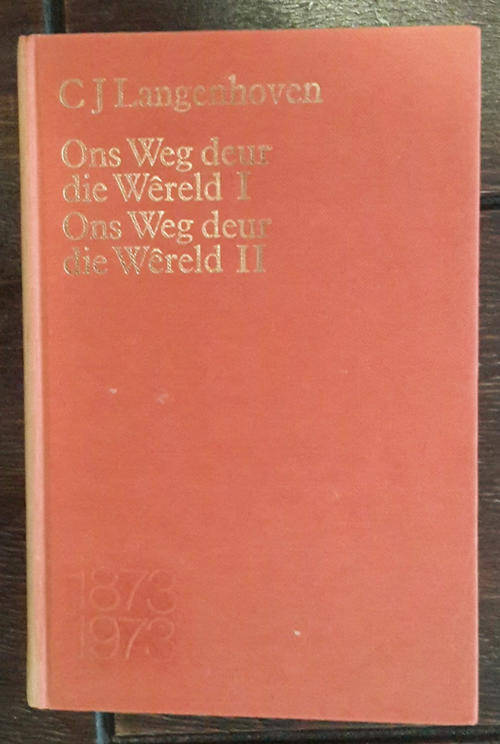 C J Langenhoven
Ons Weg deur
die Wêreld I
Ons Weg deur
die Wêreld II
1873
1973